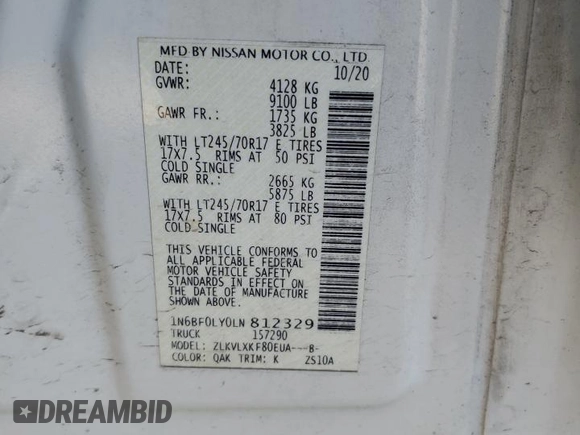 MFD BY NISSAN MOTOR CO., LTD.
DATE: 10/20
GVWR: 4128 KG
9100 LB
GAWR FR.: 1735 KG
3825 LB
WITH LT245/70R17 E TIRES
17X7.5 RIMS AT 50 PSI
COLD SINGLE
GAWR RR.: 2665 KG
5875 LB
WITH LT245/70R17 E TIRES
17X7.5 RIMS AT 80 PSI
COLD SINGLE
THIS VEHICLE CONFORMS TO
ALL APPLICABLE FEDERAL
MOTOR VEHICLE SAFETY
STANDARDS IN EFFECT ON
THE DATE OF MANUFACTURE
SHOWN ABOVE.
1N6BF0LY0LN812329
TRUCK 157290
MODEL: ZLKVLXKF80EUA---B-
COLOR: QAK TRIM: K 2S10A
DREAMBID